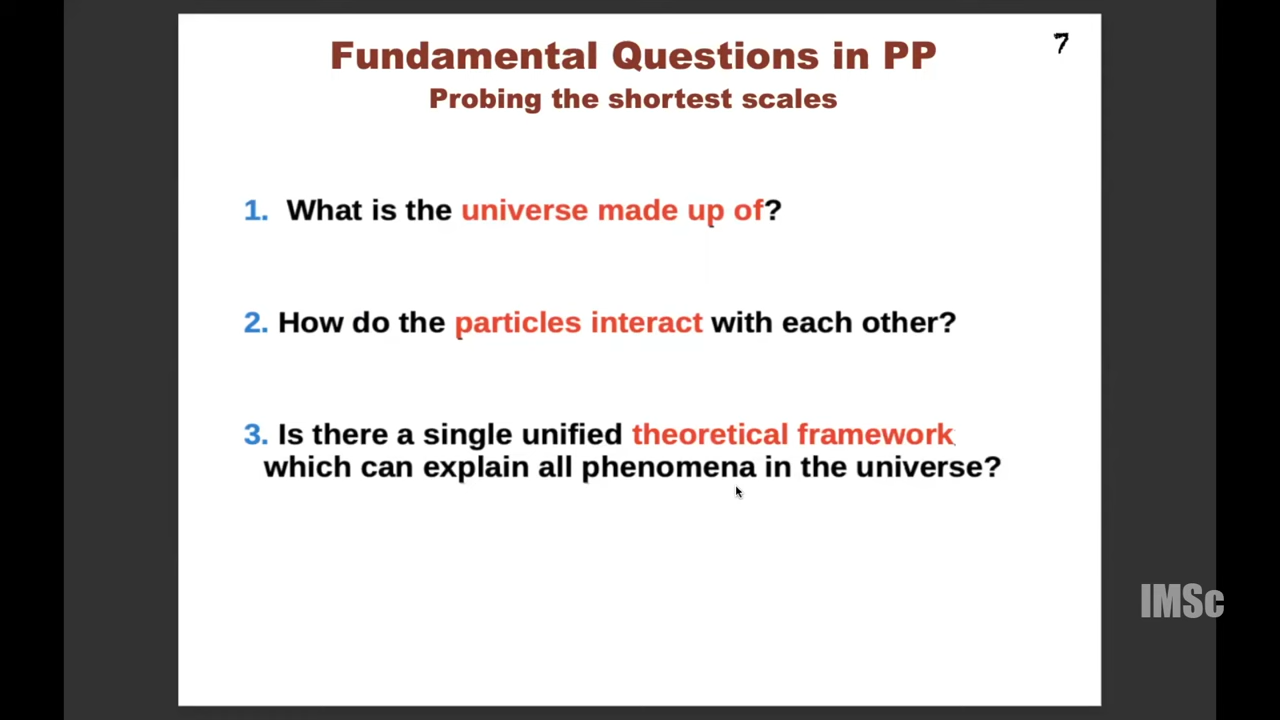 Fundamental Questions in PP
7
Probing the shortest scales
1. What is the universe made up of?
2. How do the particles interact with each other?
3. Is there a single unified theoretical framework
which can explain all phenomena in the universe?
IMSc